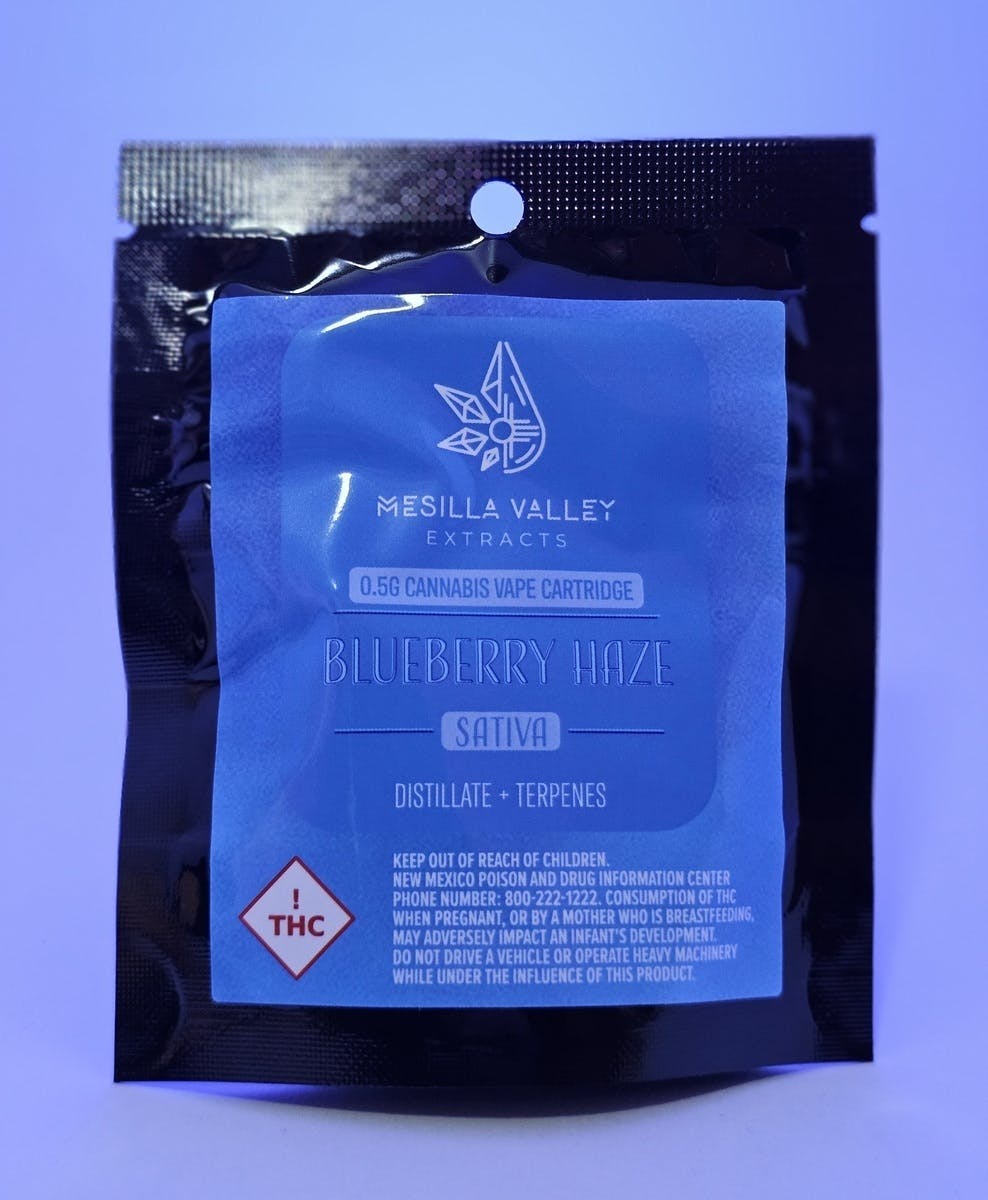 MESILLA VALLEY
EXTRACTS
0.5G CANNABIS VAPE CARTRIDGE
BLUEBERRY HAZE
SATIVA
DISTILLATE + TERPENES
!
THC
KEEP OUT OF REACH OF CHILDREN.
NEW MEXICO POISON AND DRUG INFORMATION CENTER
PHONE NUMBER: 800-222-1222. CONSUMPTION OF THC
WHEN PREGNANT, OR BY A MOTHER WHO IS BREASTFEEDING,
MAY ADVERSELY IMPACT AN INFANT'S DEVELOPMENT.
DO NOT DRIVE A VEHICLE OR OPERATE HEAVY MACHINERY
WHILE UNDER THE INFLUENCE OF THIS PRODUCT.